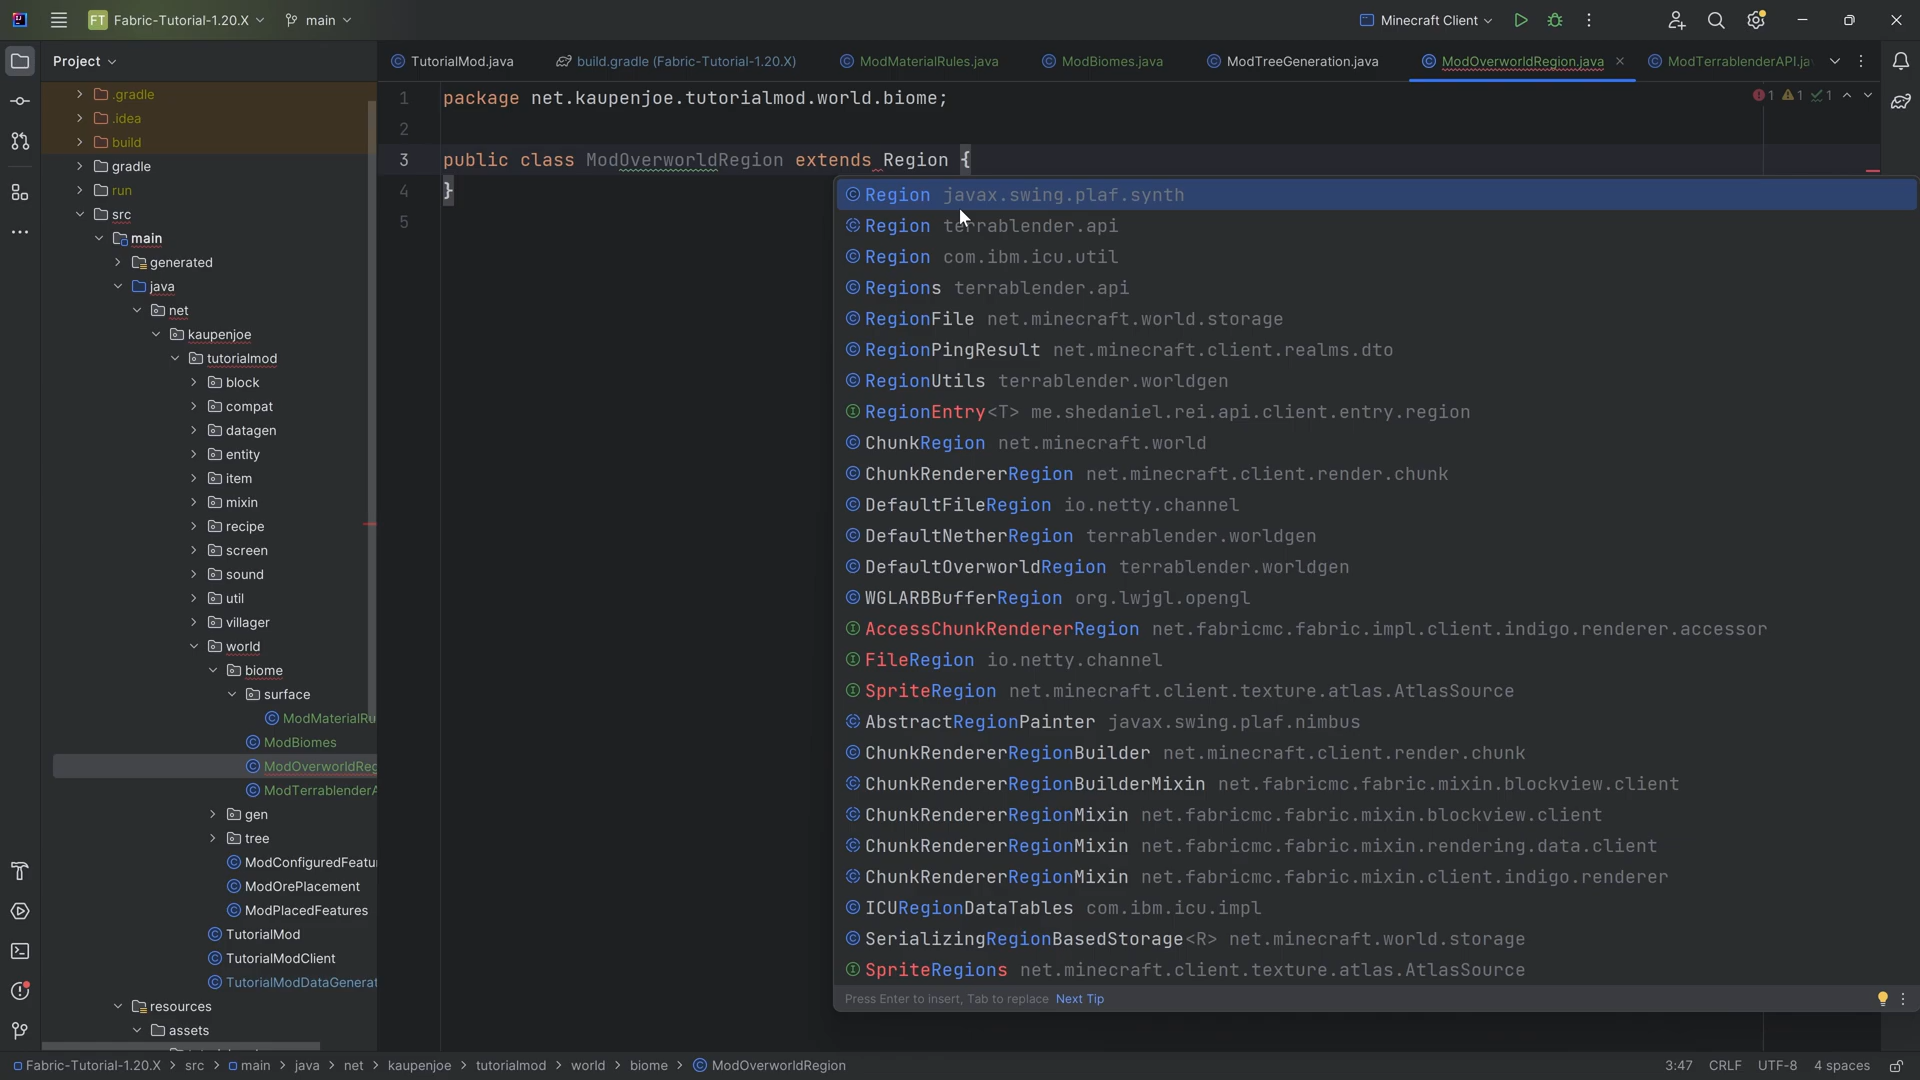 FT Fabric-Tutorial-1.20.X main Minecraft Client
Project
TutorialMod.java build.gradle (Fabric-Tutorial-1.20.X) ModMaterialRules.java ModBiomes.java ModTreeGeneration.java ModOverworldRegion.java ModTerrablenderAPI.ja
.gradle
.idea
build
gradle
run
src
main
generated
java
net
kaupenjoe
tutorialmod
block
compat
datagen
entity
item
mixin
recipe
screen
sound
util
villager
world
biome
surface
ModMaterialRu
ModBiomes
ModOverworldReg
ModTerrablenderA
gen
tree
ModConfiguredFeatu
ModOrePlacement
ModPlacedFeatures
TutorialMod
TutorialModClient
TutorialModDataGenerat
resources
assets
1 package net.kaupenjoe.tutorialmod.world.biome;
1 1 1
2
3 public class ModOverworldRegion extends Region {
4 }
5
Region javax.swing.plaf.synth
Region terrablender.api
Region com.ibm.icu.util
Regions terrablender.api
RegionFile net.minecraft.world.storage
RegionPingResult net.minecraft.client.realms.dto
RegionUtils terrablender.worldgen
RegionEntry<T> me.shedaniel.rei.api.client.entry.region
ChunkRegion net.minecraft.world
ChunkRendererRegion net.minecraft.client.render.chunk
DefaultFileRegion io.netty.channel
DefaultNetherRegion terrablender.worldgen
DefaultOverworldRegion terrablender.worldgen
WGLARBBufferRegion org.lwjgl.opengl
AccessChunkRendererRegion net.fabricmc.fabric.impl.client.indigo.renderer.accessor
FileRegion io.netty.channel
SpriteRegion net.minecraft.client.texture.atlas.AtlasSource
AbstractRegionPainter javax.swing.plaf.nimbus
ChunkRendererRegionBuilder net.minecraft.client.render.chunk
ChunkRendererRegionBuilderMixin net.fabricmc.fabric.mixin.blockview.client
ChunkRendererRegionMixin net.fabricmc.fabric.mixin.blockview.client
ChunkRendererRegionMixin net.fabricmc.fabric.mixin.rendering.data.client
ChunkRendererRegionMixin net.fabricmc.fabric.mixin.client.indigo.renderer
ICURegionDataTables com.ibm.icu.impl
SerializingRegionBasedStorage<R> net.minecraft.world.storage
SpriteRegions net.minecraft.client.texture.atlas.AtlasSource
Press Enter to insert, Tab to replace Next Tip
Fabric-Tutorial-1.20.X > src > main > java > net > kaupenjoe > tutorialmod > world > biome > ModOverworldRegion 3:47 CRLF UTF-8 4 spaces